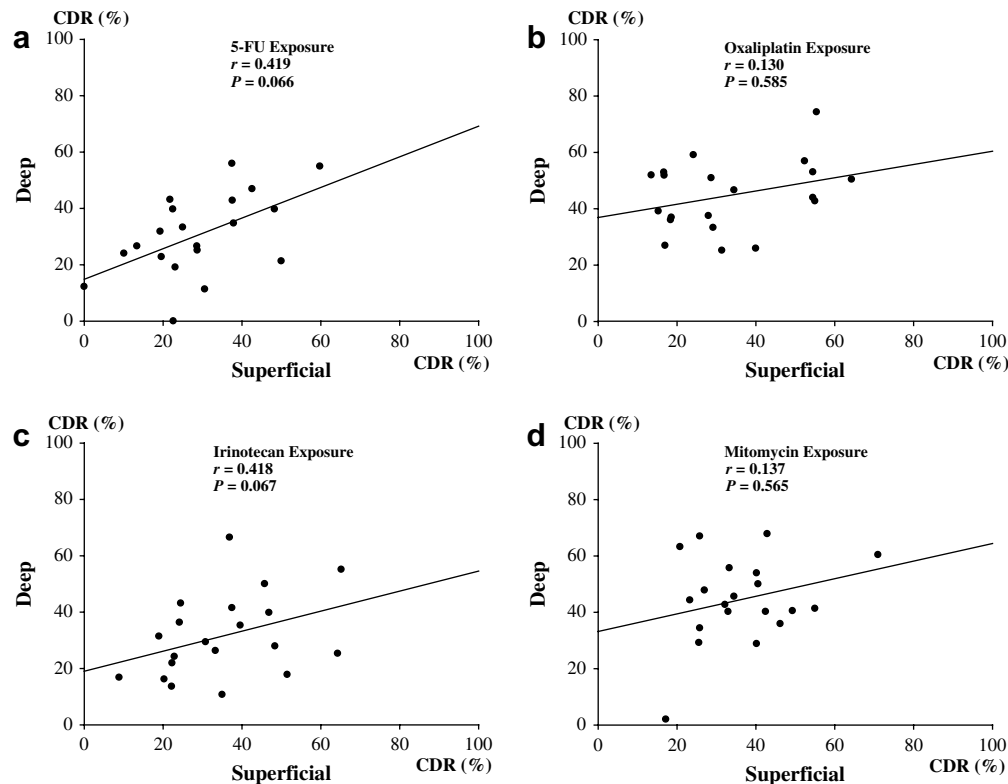 a
CDR (%)
5-FU Exposure
r = 0.419
P = 0.066
100
80
60
40
20
0
Deep
0 20 40 60 80 100
Superficial
CDR (%)
b
CDR (%)
Oxaliplatin Exposure
r = 0.130
P = 0.585
100
80
60
40
20
0
Deep
0 20 40 60 80 100
Superficial
CDR (%)
c
CDR (%)
Irinotecan Exposure
r = 0.418
P = 0.067
100
80
60
40
20
0
Deep
0 20 40 60 80 100
Superficial
CDR (%)
d
CDR (%)
Mitomycin Exposure
r = 0.137
P = 0.565
100
80
60
40
20
0
Deep
0 20 40 60 80 100
Superficial
CDR (%)